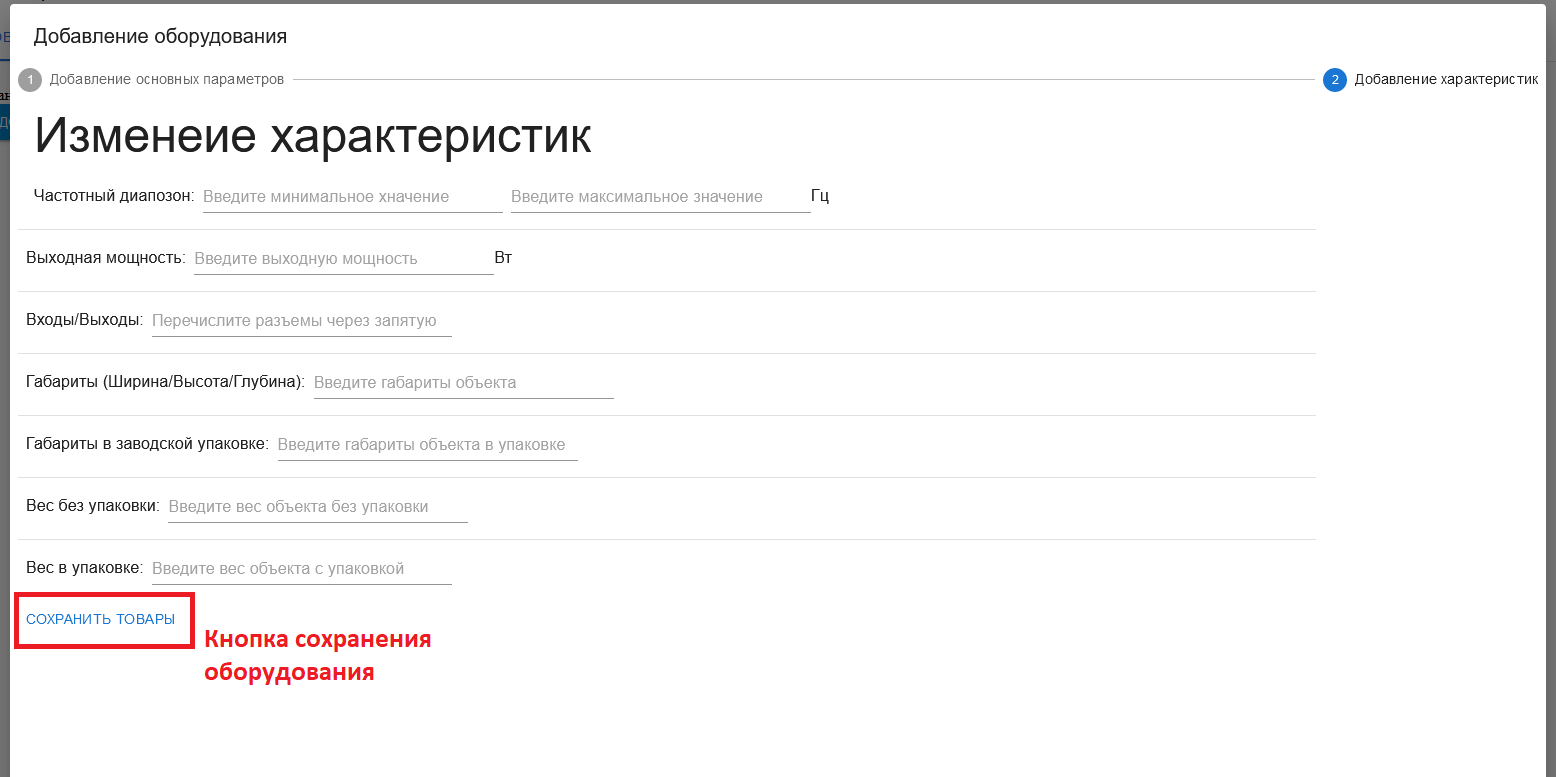 Добавление оборудования
1 Добавление основных параметров 2 Добавление характеристик
Изменеие характеристик
Частотный диапозон: Введите минимальное хначение Введите максимальное значение Гц
Выходная мощность: Введите выходную мощность Вт
Входы/Выходы: Перечислите разъемы через запятую
Габариты (Ширина/Высота/Глубина): Введите габариты объекта
Габариты в заводской упаковке: Введите габариты объекта в упаковке
Вес без упаковки: Введите вес объекта без упаковки
Вес в упаковке: Введите вес объекта с упаковкой
СОХРАНИТЬ ТОВАРЫ
Кнопка сохранения
оборудования